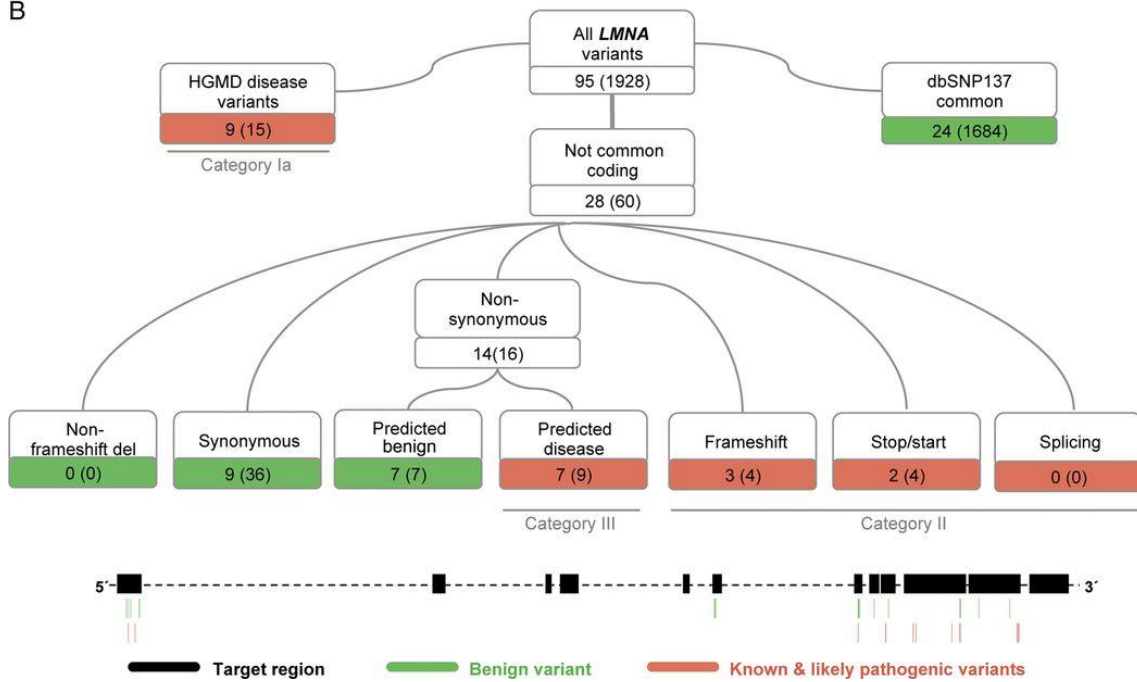 B
All LMNA
variants
95 (1928)
HGMD disease
variants
9 (15)
Category Ia
dbSNP137
common
24 (1684)
Not common
coding
28 (60)
Non-
synonymous
14(16)
Non-
frameshift del
0 (0)
Synonymous
9 (36)
Predicted
benign
7 (7)
Predicted
disease
7 (9)
Frameshift
3 (4)
Stop/start
2 (4)
Splicing
0 (0)
Category III
Category II
5´
3´
Target region
Benign variant
Known & likely pathogenic variants